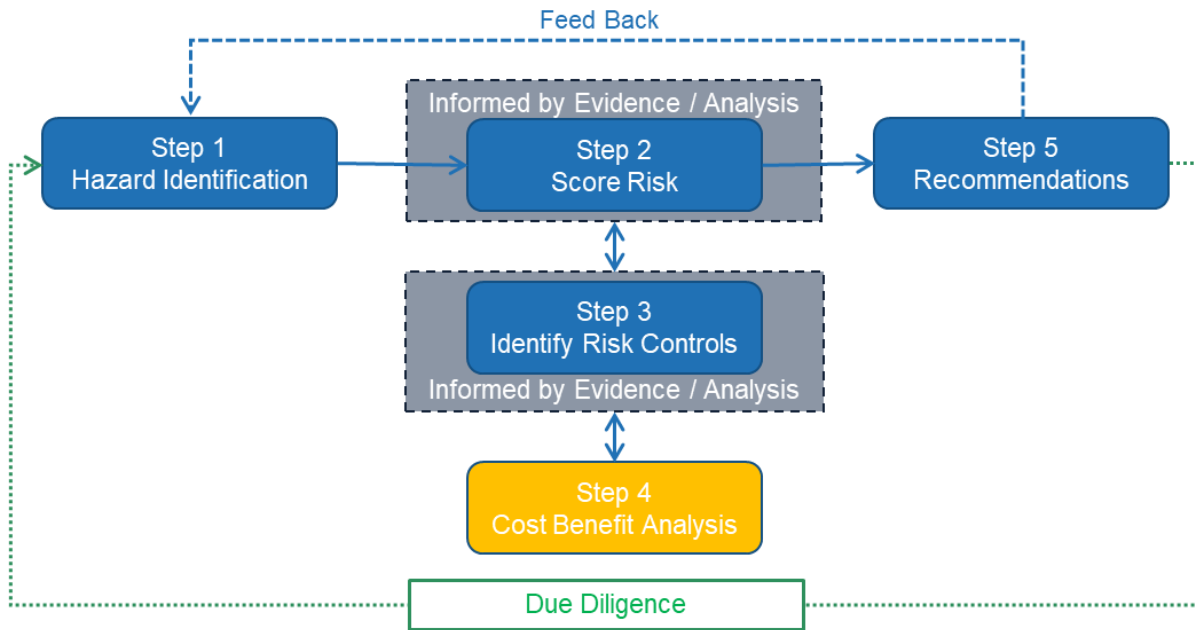 Feed Back
Informed by Evidence / Analysis
Step 1
Hazard Identification
Step 2
Score Risk
Step 5
Recommendations
Step 3
Identify Risk Controls
Informed by Evidence / Analysis
Step 4
Cost Benefit Analysis
Due Diligence